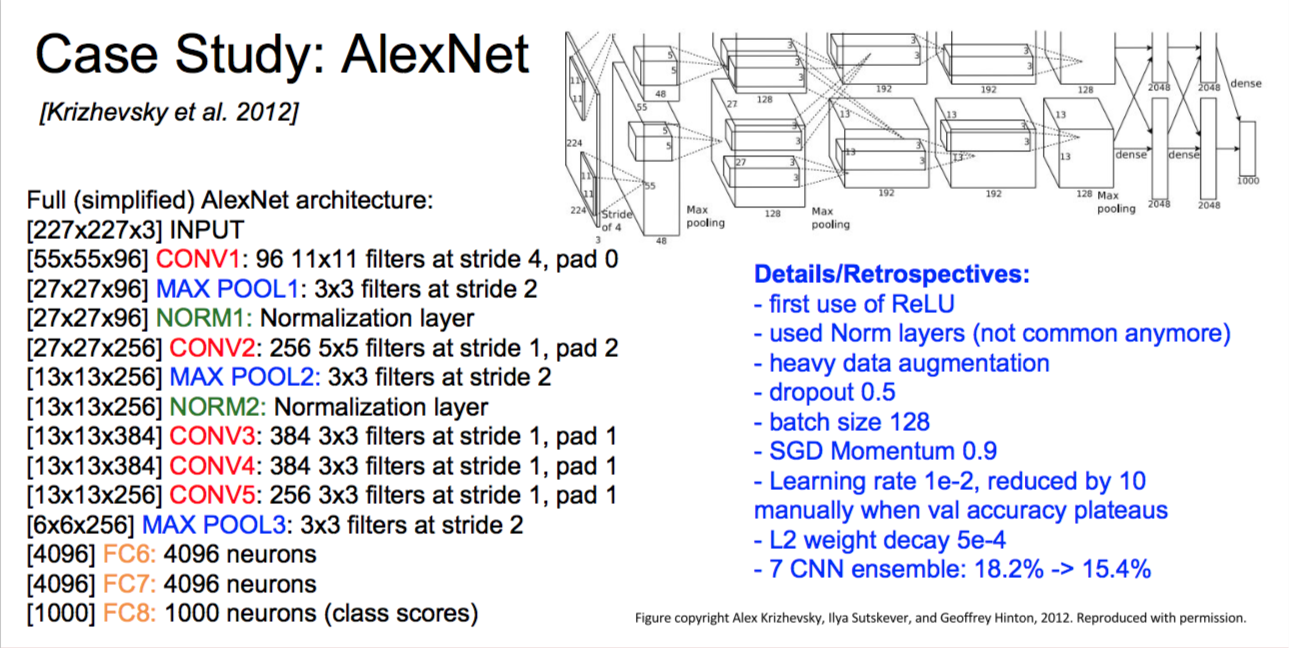 Case Study: AlexNet
[Krizhevsky et al. 2012]
Full (simplified) AlexNet architecture:
[227x227x3] INPUT
[55x55x96] CONV1: 96 11x11 filters at stride 4, pad 0
[27x27x96] MAX POOL1: 3x3 filters at stride 2
[27x27x96] NORM1: Normalization layer
[27x27x256] CONV2: 256 5x5 filters at stride 1, pad 2
[13x13x256] MAX POOL2: 3x3 filters at stride 2
[13x13x256] NORM2: Normalization layer
[13x13x384] CONV3: 384 3x3 filters at stride 1, pad 1
[13x13x384] CONV4: 384 3x3 filters at stride 1, pad 1
[13x13x256] CONV5: 256 3x3 filters at stride 1, pad 1
[6x6x256] MAX POOL3: 3x3 filters at stride 2
[4096] FC6: 4096 neurons
[4096] FC7: 4096 neurons
[1000] FC8: 1000 neurons (class scores)
11 5 3 3 3
11 5 3 3 3
48 128 192 192 128 2048 2048 dense
55 27 13 13 13
224 5 3 3 3
5 27 3 13 3 13 3 13 dense dense
11 55 3 3
11
224 Stride of 4 Max pooling 128 Max pooling 192 192 128 Max pooling 2048 2048 1000
3 48
Details/Retrospectives:
- first use of ReLU
- used Norm layers (not common anymore)
- heavy data augmentation
- dropout 0.5
- batch size 128
- SGD Momentum 0.9
- Learning rate 1e-2, reduced by 10
manually when val accuracy plateaus
- L2 weight decay 5e-4
- 7 CNN ensemble: 18.2% -> 15.4%
Figure copyright Alex Krizhevsky, Ilya Sutskever, and Geoffrey Hinton, 2012. Reproduced with permission.